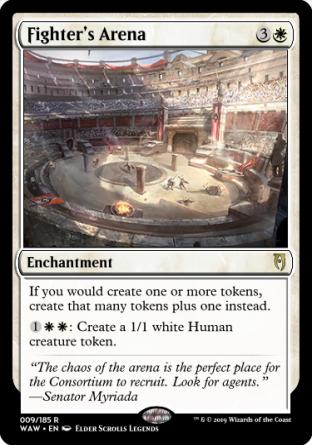 Fighter's Arena 3
Enchantment
If you would create one or more tokens,
create that many tokens plus one instead.
1: Create a 1/1 white Human
creature token.
“The chaos of the arena is the perfect place
for the Consortium to recruit. Look for agents.”
—Senator Myriada
009/185 R
WAW • EN ELDER SCROLLS LEGENDS
™ & © 2019 Wizards of the Coast